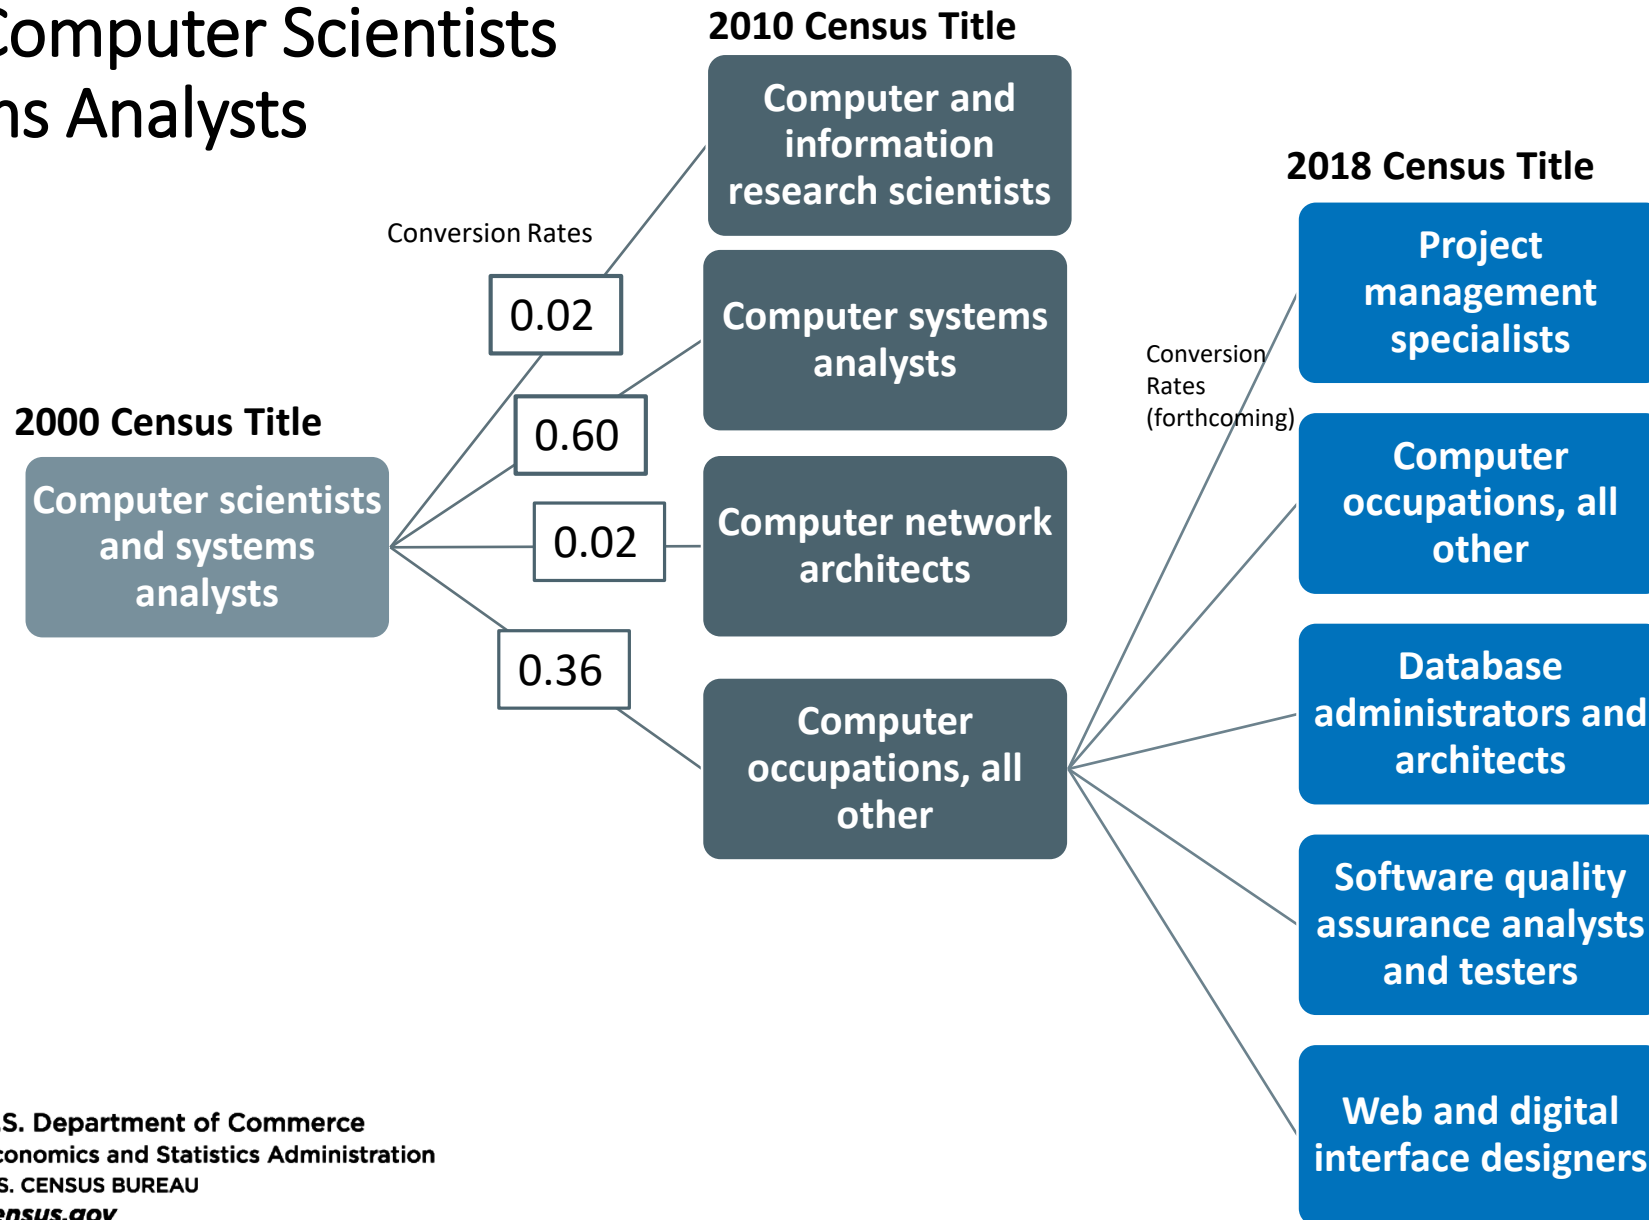 Computer Scientists
ns Analysts
2010 Census Title
Computer and
information
research scientists
2018 Census Title
Conversion Rates
Project
management
specialists
0.02
Computer systems
analysts
Conversion
Rates
(forthcoming)
2000 Census Title
0.60
Computer
occupations, all
other
Computer scientists
and systems
analysts
0.02
Computer network
architects
0.36
Database
administrators and
architects
Computer
occupations, all
other
Software quality
assurance analysts
and testers
Web and digital
interface designers
.S. Department of Commerce
conomics and Statistics Administration
S. CENSUS BUREAU
ensus.gov